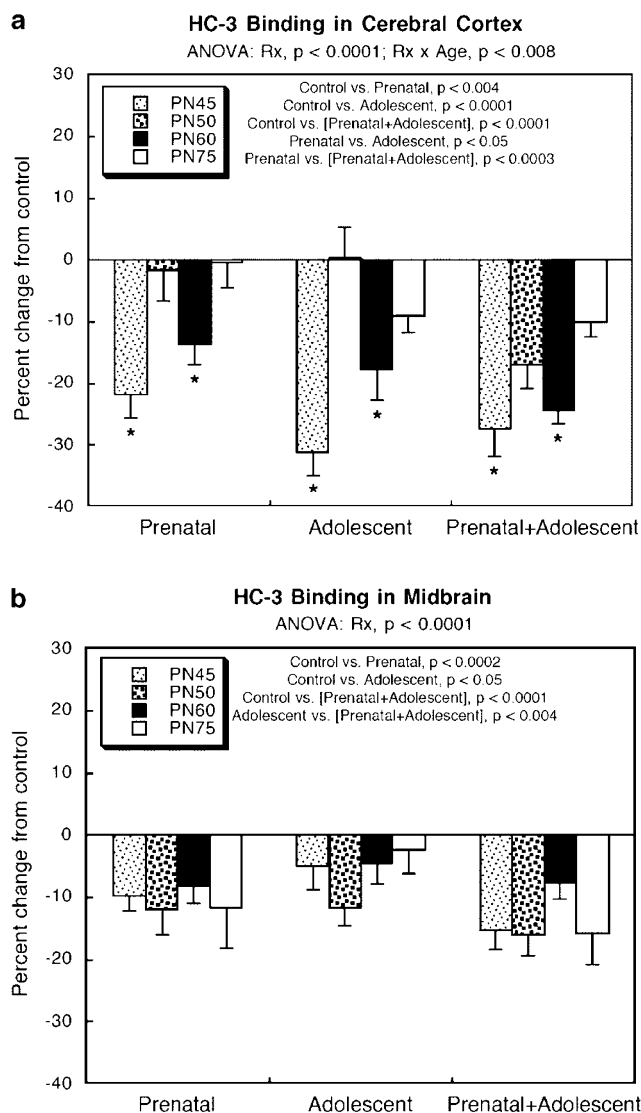 a
HC-3 Binding in Cerebral Cortex
ANOVA: Rx, p < 0.0001; Rx x Age, p < 0.008
Percent change from control
30
20
10
0
-10
-20
-30
-40
PN45
PN50
PN60
PN75
Control vs. Prenatal, p < 0.004
Control vs. Adolescent, p < 0.0001
Control vs. [Prenatal+Adolescent], p < 0.0001
Prenatal vs. Adolescent, p < 0.05
Prenatal vs. [Prenatal+Adolescent], p < 0.0003
*
*
*
*
*
*
Prenatal Adolescent Prenatal+Adolescent
b
HC-3 Binding in Midbrain
ANOVA: Rx, p < 0.0001
Percent change from control
30
20
10
0
-10
-20
-30
-40
PN45
PN50
PN60
PN75
Control vs. Prenatal, p < 0.0002
Control vs. Adolescent, p < 0.05
Control vs. [Prenatal+Adolescent], p < 0.0001
Adolescent vs. [Prenatal+Adolescent], p < 0.004
Prenatal Adolescent Prenatal+Adolescent